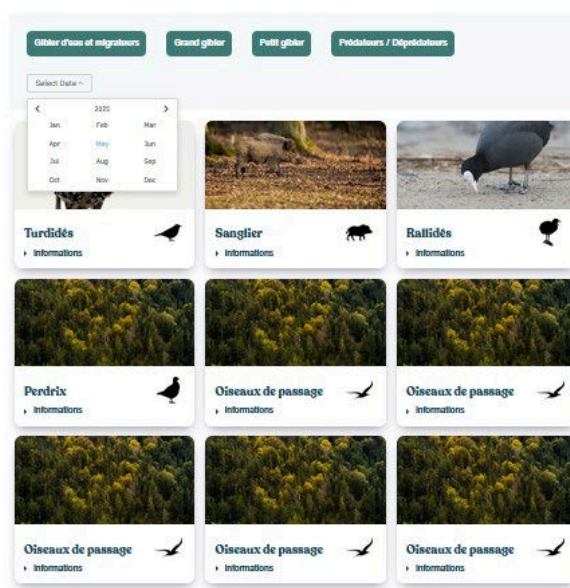 Gibier d'eau et migrateurs Grand gibier Petit gibier Prédateurs / Déprédateurs
Select Date
2025
Jan Feb Mar
Apr May Jun
Jul Aug Sep
Oct Nov Dec
Turdidés Sanglier Rallidés
Informations Informations Informations
Perdrix Oiseaux de passage Oiseaux de passage
Informations Informations Informations
Oiseaux de passage Oiseaux de passage Oiseaux de passage
Informations Informations Informations